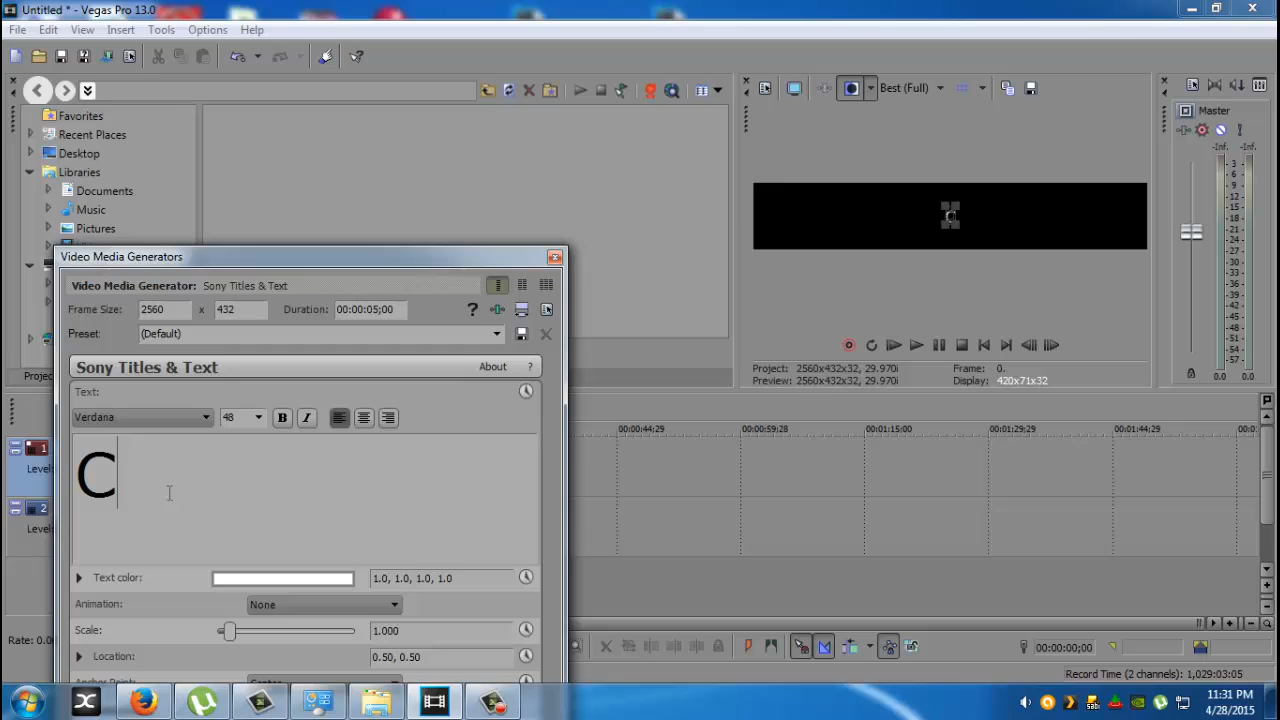 Untitled * - Vegas Pro 13.0
File Edit View Insert Tools Options Help
Best (Full)
Master
Favorites
Recent Places
Desktop
Libraries
Documents
Music
Pictures
-Inf. -Inf.
3
6
9
12
15
18
21
24
27
30
33
36
39
42
45
48
51
54
57
0.0 0.0
C
Project: 2560x432x32, 29.970i Frame: 0.
Preview: 2560x432x32, 29.970i Display: 420x71x32
Video Media Generators
Video Media Generator: Sony Titles & Text
Frame Size: 2560 x 432 Duration: 00:00:05;00
Preset: (Default)
Sony Titles & Text About ?
Text:
Verdana 48 B I
C
Text color: 1.0, 1.0, 1.0, 1.0
Animation: None
Scale: 1.000
Location: 0.50, 0.50
00:00:44;29 00:00:59;28 00:01:15;00 00:01:29;29 00:01:44;29
1
2
00:00:00;00
Record Time (2 channels): 1,029:03:05
11:31 PM
4/28/2015